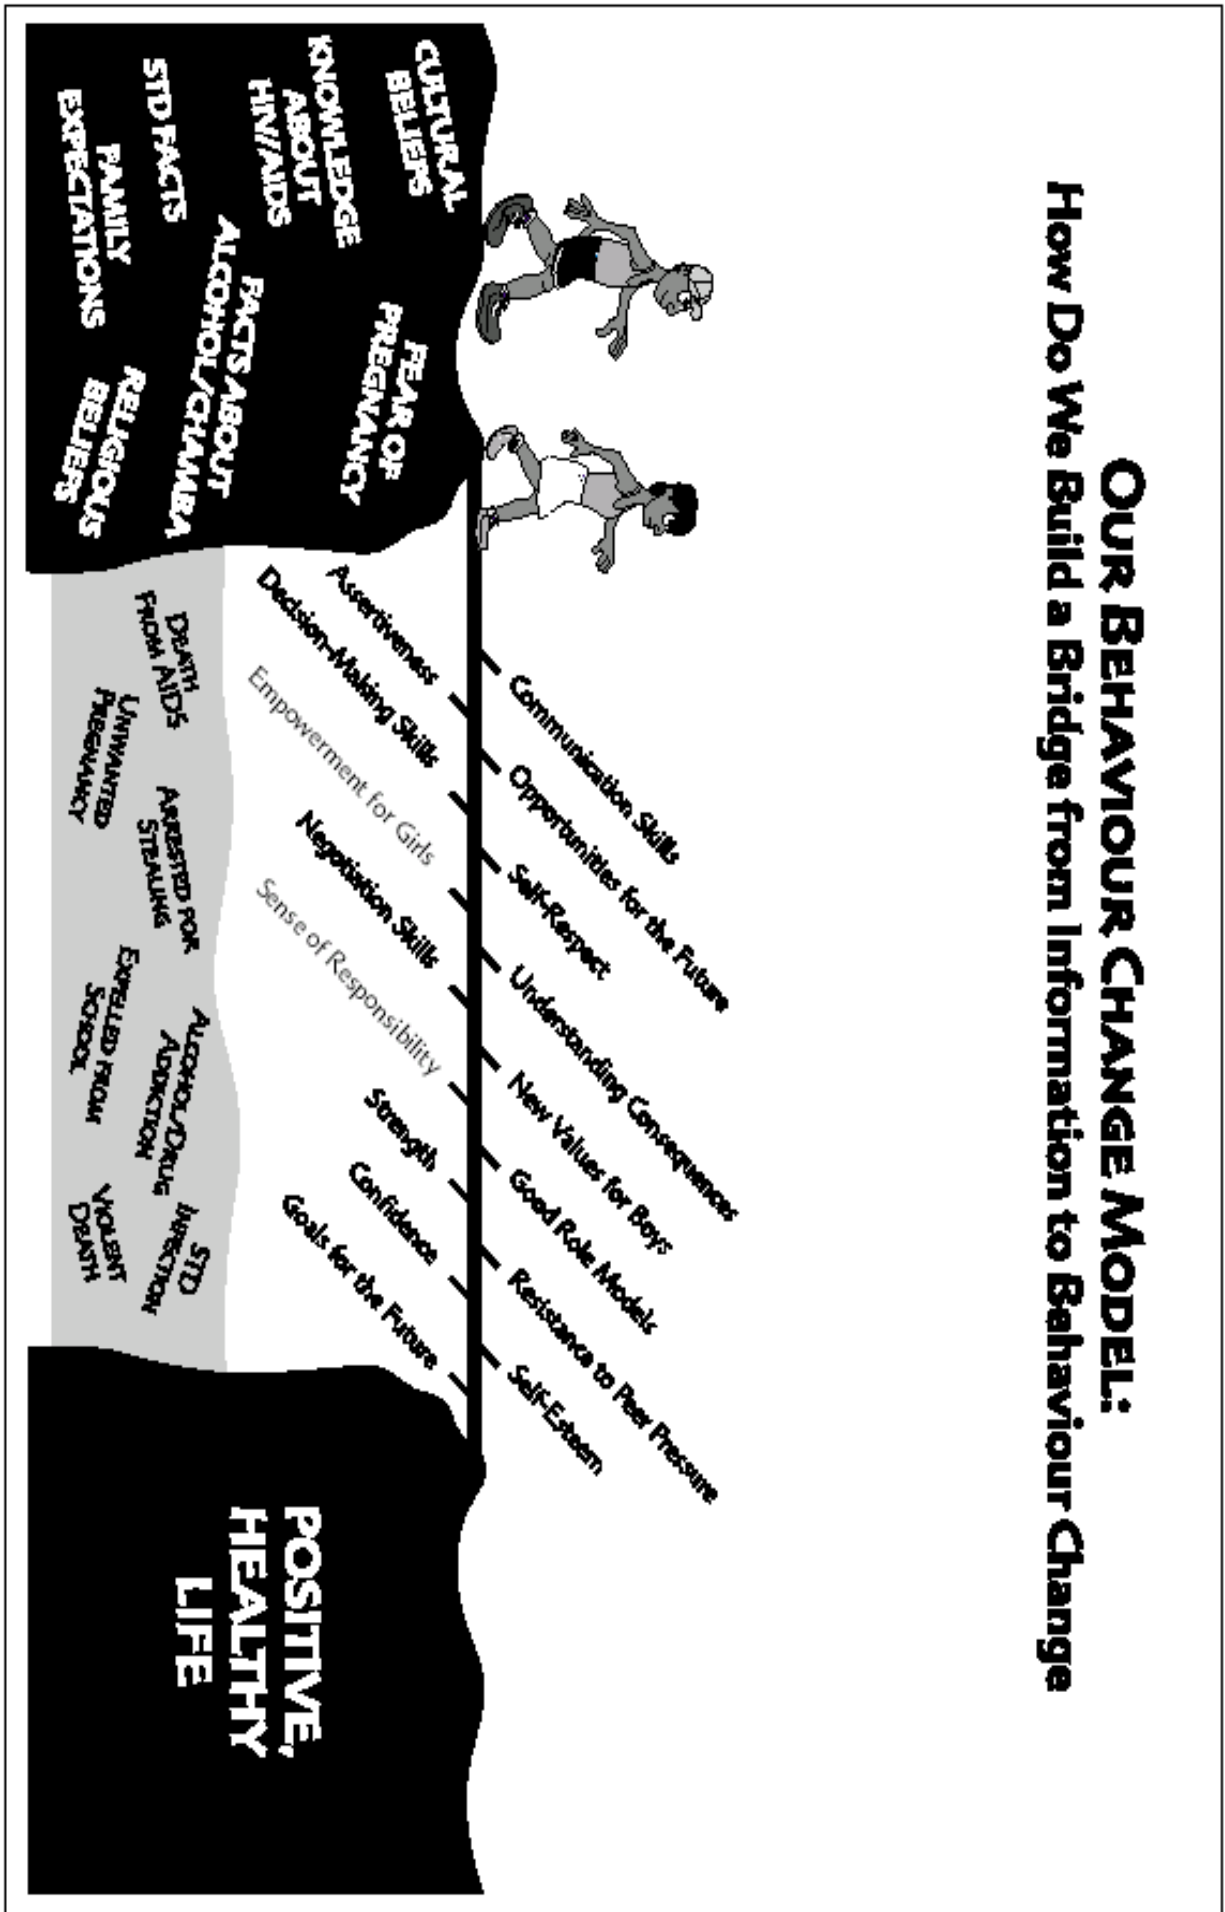 OUR BEHAVIOUR CHANGE MODEL:
How Do We Build a Bridge from Information to Behaviour Change
CULTURAL
BELIEFS
KNOWLEDGE
ABOUT
HIV/AIDS
STD FACTS
FAMILY
EXPECTATIONS
FEAR OF
PREGNANCY
FACTS ABOUT
ALCOHOL/CHAMBA
RELIGIOUS
BELIEFS
Communication Skills
Opportunities for the Future
Self-Respect
Understanding Consequences
New Values for Boys
Good Role Models
Resistance to Peer Pressure
Self-Esteem
Assertiveness
Decision-Making Skills
Empowerment for Girls
Negotiation Skills
Sense of Responsibility
Strength
Confidence
Goals for the Future
DEATH
FROM AIDS
UNWANTED
PREGNANCY
ARRESTED FOR
STEALING
EXPELLED FROM
SCHOOL
ALCOHOL/DRUG
ADDICTION
STD
INFECTION
VIOLENT
DEATH
POSITIVE,
HEALTHY
LIFE